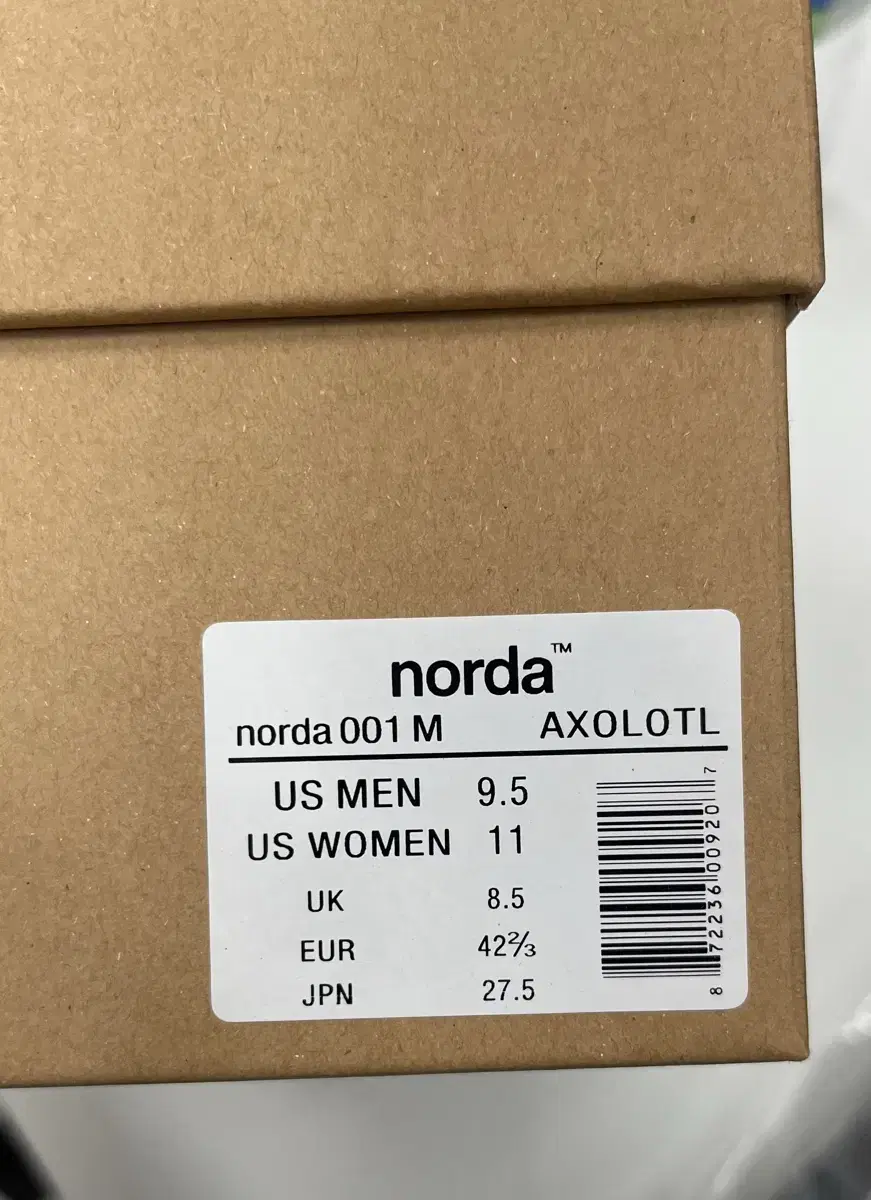 norda™
norda 001 M AXOLOTL
US MEN 9.5
US WOMEN 11
UK 8.5
EUR 42⅔
JPN 27.5
8 72236 00920 7